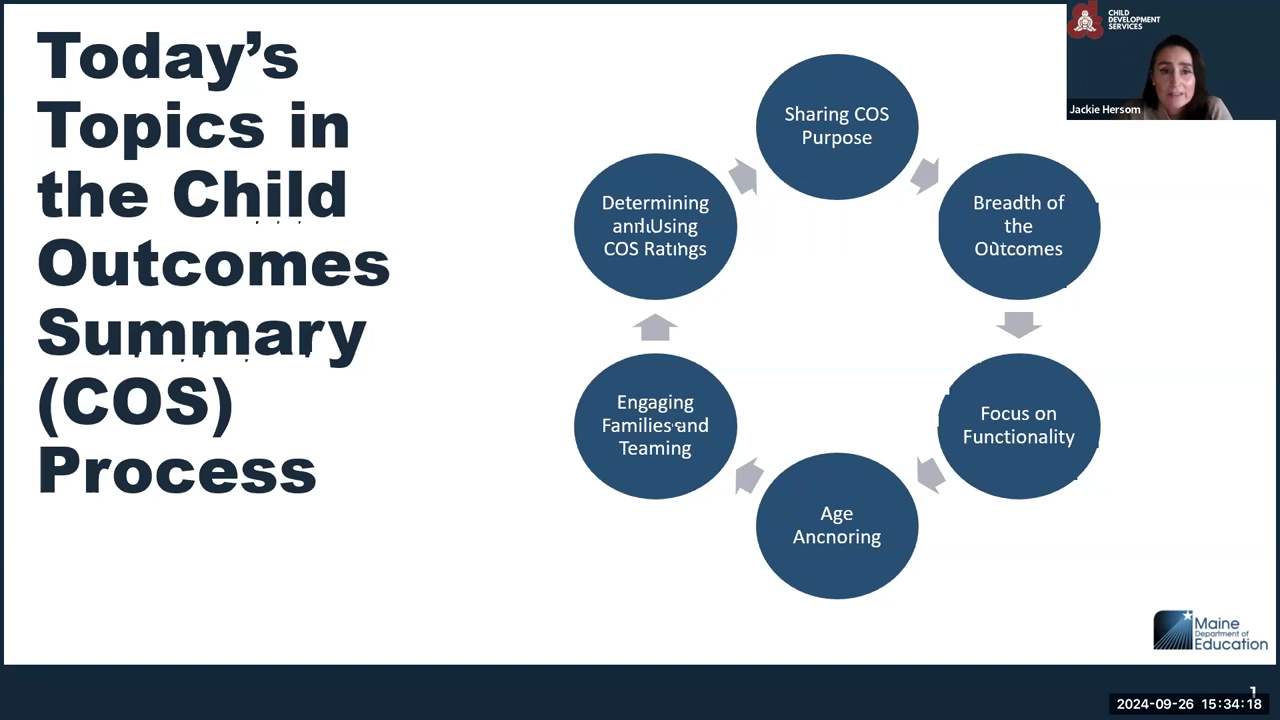 Today's
Topics in
the Child
Outcomes
Summary
(COS)
Process
Sharing COS
Purpose
Breadth of
the
Outcomes
Focus on
Functionality
Age
Anchoring
Engaging
Families and
Teaming
Determining
and Using
COS Ratings
CHILD
DEVELOPMENT
SERVICES
Jackie Hersom
Maine
Department of
Education
1
2024-09-26 15:34:18